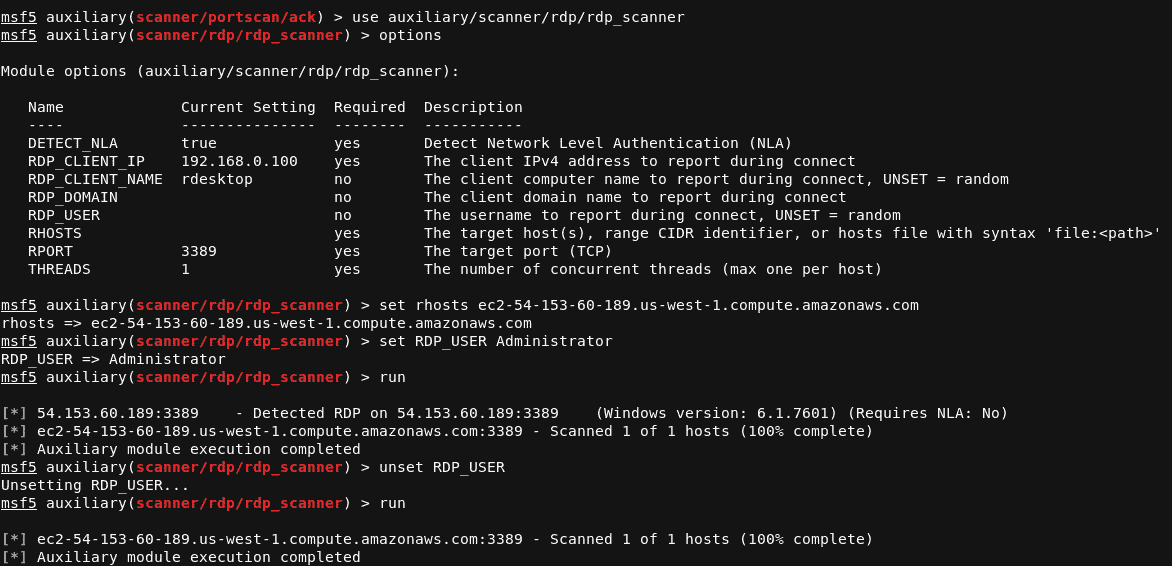 msf5 auxiliary(scanner/portscan/ack) > use auxiliary/scanner/rdp/rdp_scanner
msf5 auxiliary(scanner/rdp/rdp_scanner) > options
Module options (auxiliary/scanner/rdp/rdp_scanner):
Name Current Setting Required Description
---- --------------- -------- -----------
DETECT_NLA true yes Detect Network Level Authentication (NLA)
RDP_CLIENT_IP 192.168.0.100 yes The client IPv4 address to report during connect
RDP_CLIENT_NAME rdesktop no The client computer name to report during connect, UNSET = random
RDP_DOMAIN no The client domain name to report during connect
RDP_USER no The username to report during connect, UNSET = random
RHOSTS yes The target host(s), range CIDR identifier, or hosts file with syntax 'file:<path>'
RPORT 3389 yes The target port (TCP)
THREADS 1 yes The number of concurrent threads (max one per host)
msf5 auxiliary(scanner/rdp/rdp_scanner) > set rhosts ec2-54-153-60-189.us-west-1.compute.amazonaws.com
rhosts => ec2-54-153-60-189.us-west-1.compute.amazonaws.com
msf5 auxiliary(scanner/rdp/rdp_scanner) > set RDP_USER Administrator
RDP_USER => Administrator
msf5 auxiliary(scanner/rdp/rdp_scanner) > run
[*] 54.153.60.189:3389 - Detected RDP on 54.153.60.189:3389 (Windows version: 6.1.7601) (Requires NLA: No)
[*] ec2-54-153-60-189.us-west-1.compute.amazonaws.com:3389 - Scanned 1 of 1 hosts (100% complete)
[*] Auxiliary module execution completed
msf5 auxiliary(scanner/rdp/rdp_scanner) > unset RDP_USER
Unsetting RDP_USER...
msf5 auxiliary(scanner/rdp/rdp_scanner) > run
[*] ec2-54-153-60-189.us-west-1.compute.amazonaws.com:3389 - Scanned 1 of 1 hosts (100% complete)
[*] Auxiliary module execution completed